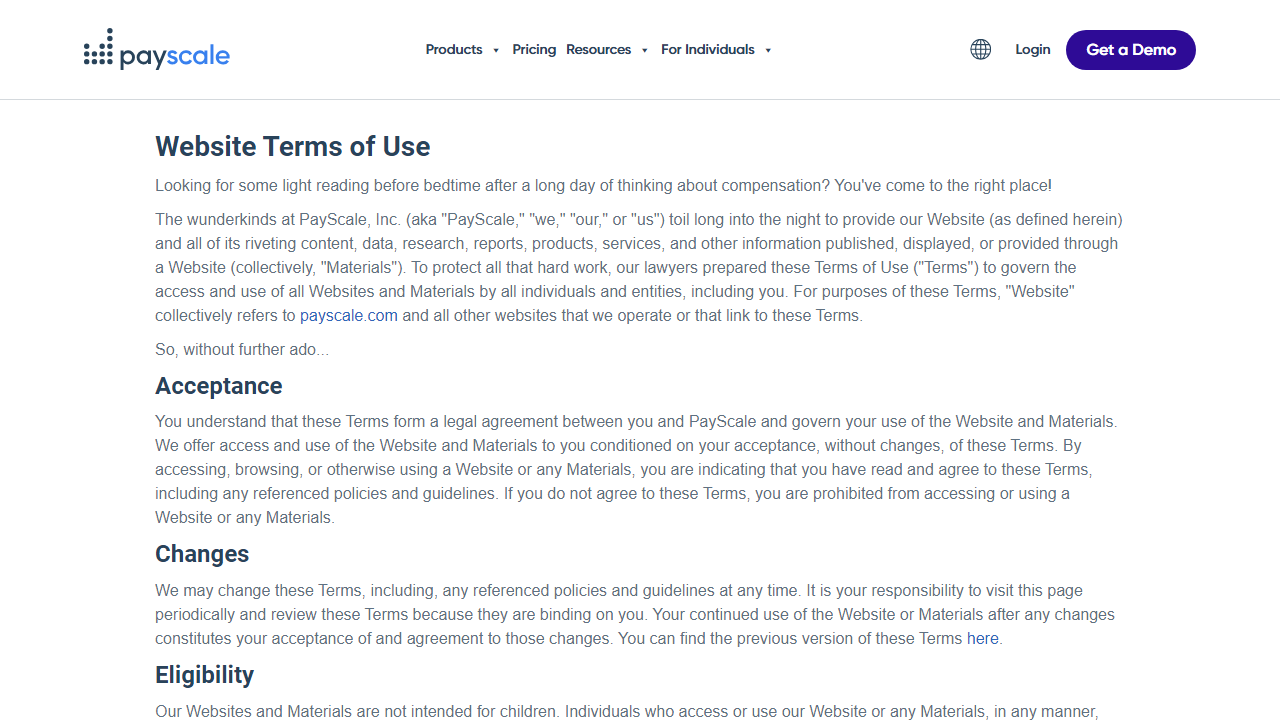 payscale
Products
Pricing
Resources
For Individuals
Login
Get a Demo
Website Terms of Use
Looking for some light reading before bedtime after a long day of thinking about compensation? You've come to the right place!
The wunderkinds at PayScale, Inc. (aka "PayScale," "we," "our," or "us") toil long into the night to provide our Website (as defined herein)
and all of its riveting content, data, research, reports, products, services, and other information published, displayed, or provided through
a Website (collectively, "Materials"). To protect all that hard work, our lawyers prepared these Terms of Use ("Terms") to govern the
access and use of all Websites and Materials by all individuals and entities, including you. For purposes of these Terms, "Website"
collectively refers to payscale.com and all other websites that we operate or that link to these Terms.
So, without further ado...
Acceptance
You understand that these Terms form a legal agreement between you and PayScale and govern your use of the Website and Materials.
We offer access and use of the Website and Materials to you conditioned on your acceptance, without changes, of these Terms. By
accessing, browsing, or otherwise using a Website or any Materials, you are indicating that you have read and agree to these Terms,
including any referenced policies and guidelines. If you do not agree to these Terms, you are prohibited from accessing or using a
Website or any Materials.
Changes
We may change these Terms, including, any referenced policies and guidelines at any time. It is your responsibility to visit this page
periodically and review these Terms because they are binding on you. Your continued use of the Website or Materials after any changes
constitutes your acceptance of and agreement to those changes. You can find the previous version of these Terms here.
Eligibility
Our Websites and Materials are not intended for children. Individuals who access or use our Website or any Materials, in any manner,